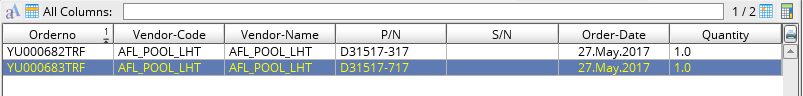 All Columns: 1 / 2
Orderno 1 Vendor-Code Vendor-Name P/N S/N Order-Date Quantity
YU000682TRF AFL_POOL_LHT AFL_POOL_LHT D31517-317 27.May.2017 1.0
YU000683TRF AFL_POOL_LHT AFL_POOL_LHT D31517-717 27.May.2017 1.0